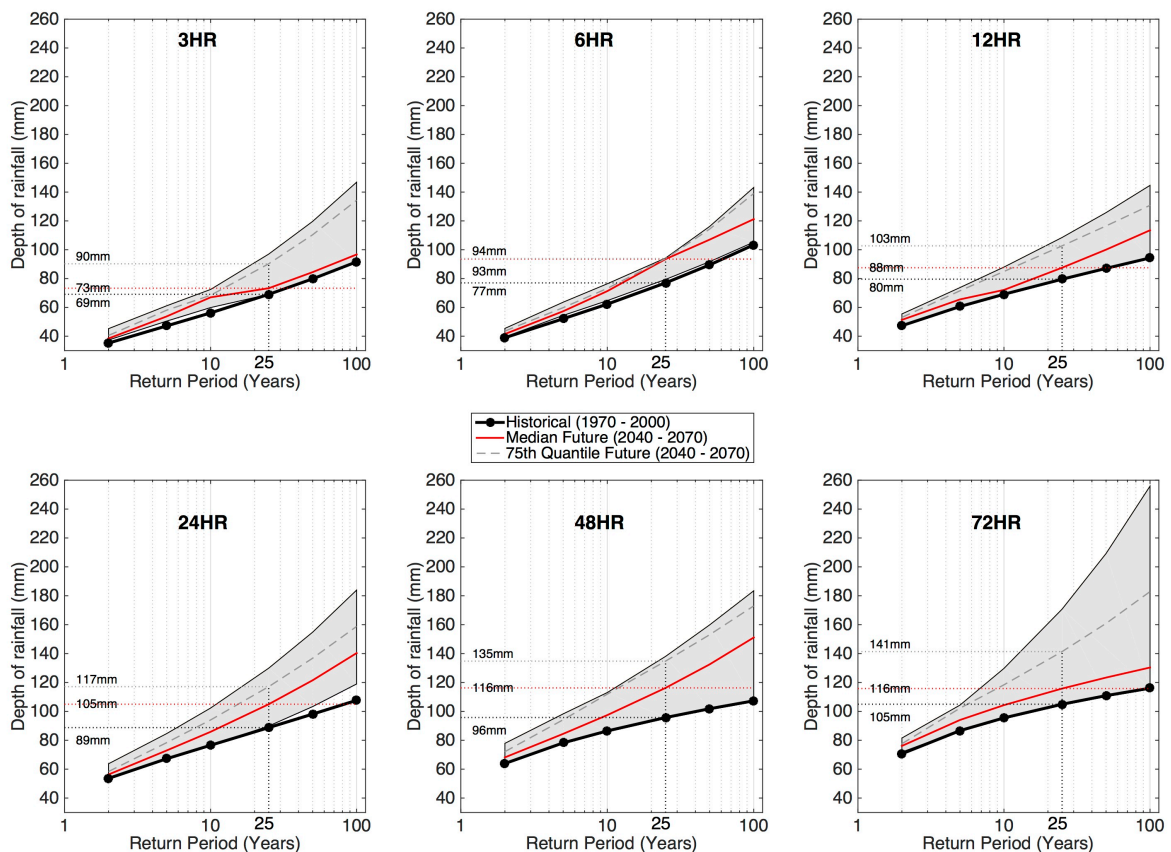 3HR
260
240
220
200
180
160
140
120
100
80
60
40
Depth of rainfall (mm)
90mm
73mm
69mm
1
10
25
100
Return Period (Years)
6HR
260
240
220
200
180
160
140
120
100
80
60
40
Depth of rainfall (mm)
94mm
93mm
77mm
1
10
25
100
Return Period (Years)
12HR
260
240
220
200
180
160
140
120
100
80
60
40
Depth of rainfall (mm)
103mm
88mm
80mm
1
10
25
100
Return Period (Years)
Historical (1970 - 2000)
Median Future (2040 - 2070)
75th Quantile Future (2040 - 2070)
24HR
260
240
220
200
180
160
140
120
100
80
60
40
Depth of rainfall (mm)
117mm
105mm
89mm
1
10
25
100
Return Period (Years)
48HR
260
240
220
200
180
160
140
120
100
80
60
40
Depth of rainfall (mm)
135mm
116mm
96mm
1
10
25
100
Return Period (Years)
72HR
260
240
220
200
180
160
140
120
100
80
60
40
Depth of rainfall (mm)
141mm
116mm
105mm
1
10
25
100
Return Period (Years)